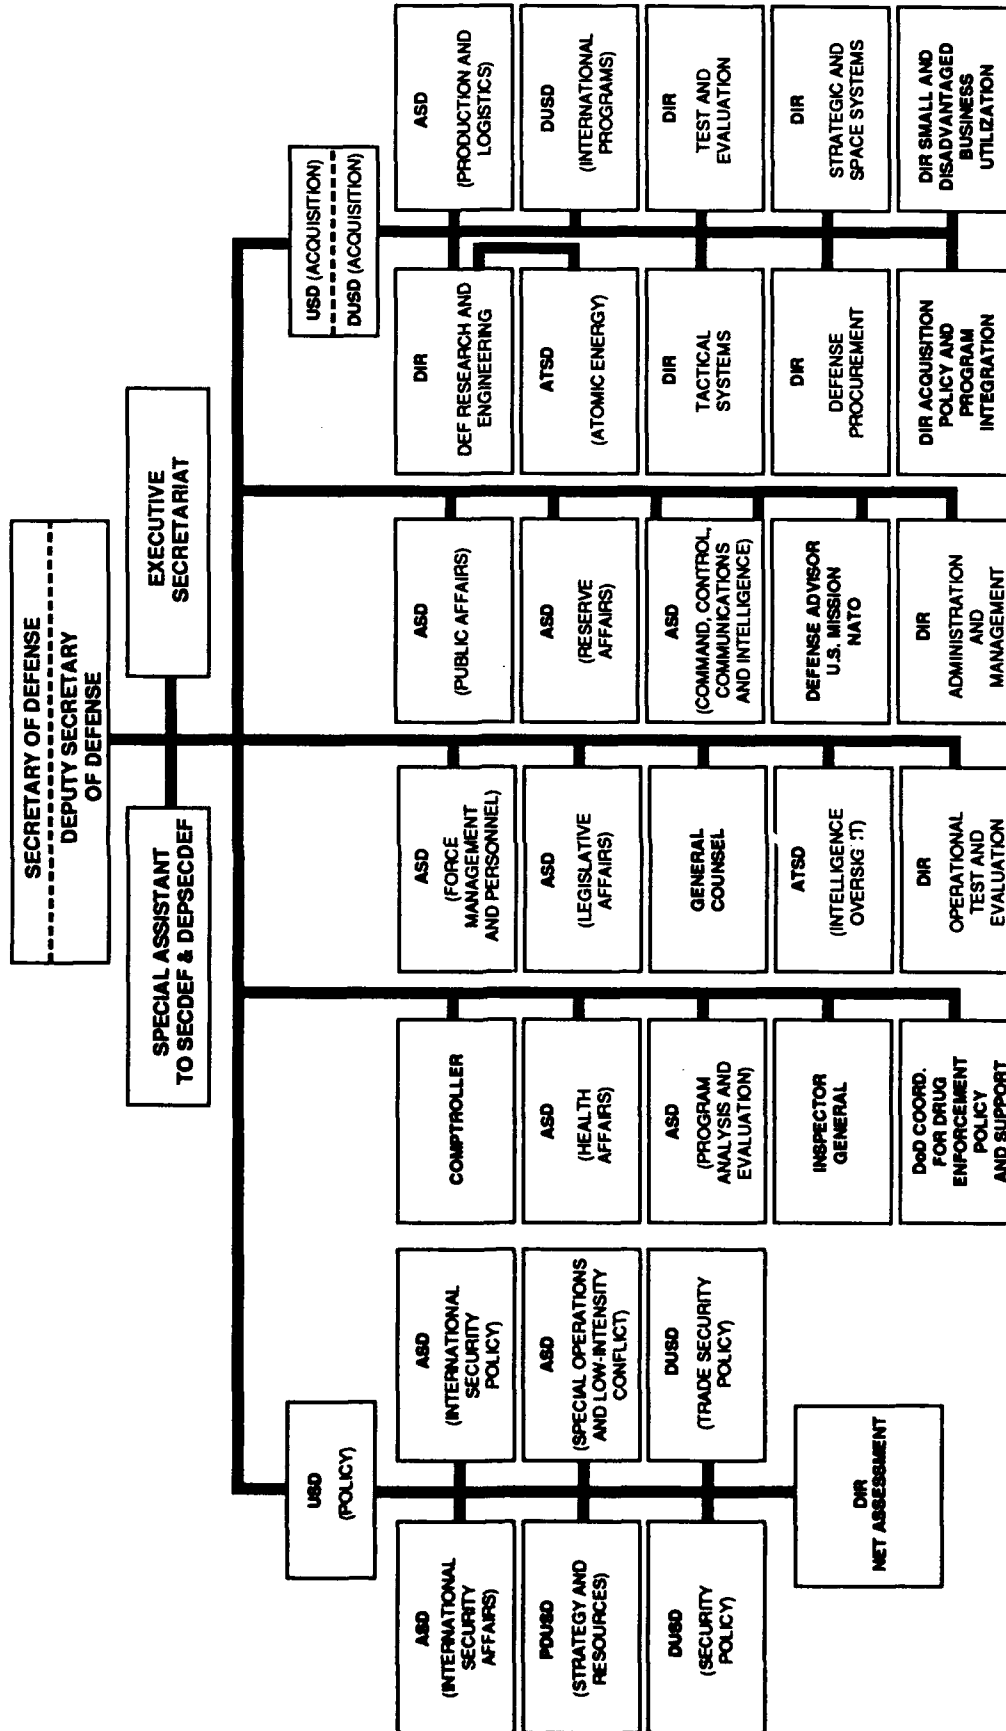 SECRETARY OF DEFENSE
DEPUTY SECRETARY
OF DEFENSE
SPECIAL ASSISTANT
TO SECDEF & DEPSECDEF
EXECUTIVE
SECRETARIAT
USD
(POLICY)
USD (ACQUISITION)
DUSD (ACQUISITION)
ASD
(INTERNATIONAL
SECURITY
AFFAIRS)
ASD
(INTERNATIONAL
SECURITY
POLICY)
PDUSD
(STRATEGY AND
RESOURCES)
ASD
(SPECIAL OPERATIONS
AND LOW-INTENSITY
CONFLICT)
DUSD
(SECURITY
POLICY)
DUSD
(TRADE SECURITY
POLICY)
DIR
NET ASSESSMENT
COMPTROLLER
ASD
(HEALTH
AFFAIRS)
ASD
(PROGRAM
ANALYSIS AND
EVALUATION)
INSPECTOR
GENERAL
DoD COORD.
FOR DRUG
ENFORCEMENT
POLICY
AND SUPPORT
ASD
(FORCE
MANAGEMENT
AND PERSONNEL)
ASD
(LEGISLATIVE
AFFAIRS)
GENERAL
COUNSEL
ATSD
(INTELLIGENCE
DIR
OPERATIONAL
TEST AND
EVALUATION
ASD
(PUBLIC AFFAIRS)
ASD
(RESERVE
AFFAIRS)
ASD
(COMMAND, CONTROL,
COMMUNICATIONS
AND INTELLIGENCE)
DEFENSE ADVISOR
U.S. MISSION
NATO
DIR
ADMINISTRATION
AND
MANAGEMENT
DIR
DEF RESEARCH AND
ENGINEERING
ATSD
(ATOMIC ENERGY)
DIR
TACTICAL
SYSTEMS
DIR
DEFENSE
PROCUREMENT
DIR ACQUISITION
POLICY AND
PROGRAM
INTEGRATION
ASD
(PRODUCTION AND
LOGISTICS)
DUSD
(INTERNATIONAL
PROGRAMS)
DIR
TEST AND
EVALUATION
DIR
STRATEGIC AND
SPACE SYSTEMS
DIR SMALL AND
DISADVANTAGED
BUSINESS
UTILIZATION